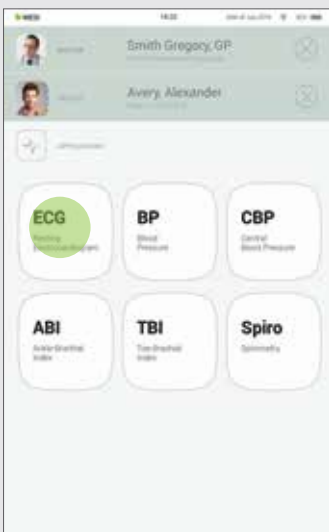 MESI
Smith Gregory, GP
Avery, Alexander
ECG
Resting
Electrocardiogram
BP
Blood
Pressure
CBP
Central
Blood Pressure
ABI
Ankle-Brachial
Index
TBI
Toe-Brachial
Index
Spiro
Spirometry